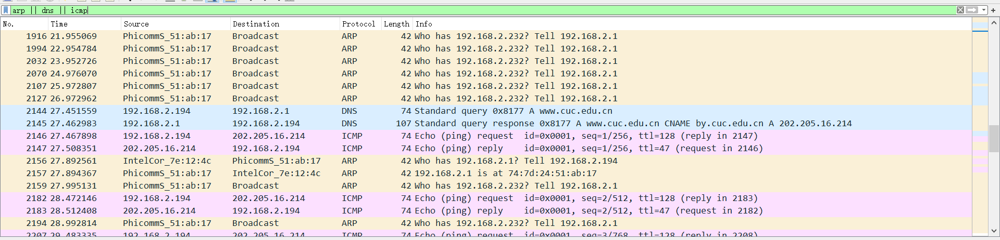 arp || dns || icmp
No. Time Source Destination Protocol Length Info
1916 21.955069 PhicommS_51:ab:17 Broadcast ARP 42 Who has 192.168.2.232? Tell 192.168.2.1
1994 22.954784 PhicommS_51:ab:17 Broadcast ARP 42 Who has 192.168.2.232? Tell 192.168.2.1
2032 23.952726 PhicommS_51:ab:17 Broadcast ARP 42 Who has 192.168.2.232? Tell 192.168.2.1
2070 24.976070 PhicommS_51:ab:17 Broadcast ARP 42 Who has 192.168.2.232? Tell 192.168.2.1
2107 25.972807 PhicommS_51:ab:17 Broadcast ARP 42 Who has 192.168.2.232? Tell 192.168.2.1
2127 26.972962 PhicommS_51:ab:17 Broadcast ARP 42 Who has 192.168.2.232? Tell 192.168.2.1
2144 27.451559 192.168.2.194 192.168.2.1 DNS 74 Standard query 0x8177 A www.cuc.edu.cn
2145 27.462983 192.168.2.1 192.168.2.194 DNS 107 Standard query response 0x8177 A www.cuc.edu.cn CNAME by.cuc.edu.cn A 202.205.16.214
2146 27.467898 192.168.2.194 202.205.16.214 ICMP 74 Echo (ping) request id=0x0001, seq=1/256, ttl=128 (reply in 2147)
2147 27.508351 202.205.16.214 192.168.2.194 ICMP 74 Echo (ping) reply id=0x0001, seq=1/256, ttl=47 (request in 2146)
2156 27.892561 IntelCor_7e:12:4c PhicommS_51:ab:17 ARP 42 Who has 192.168.2.1? Tell 192.168.2.194
2157 27.894367 PhicommS_51:ab:17 IntelCor_7e:12:4c ARP 42 192.168.2.1 is at 74:7d:24:51:ab:17
2159 27.995131 PhicommS_51:ab:17 Broadcast ARP 42 Who has 192.168.2.232? Tell 192.168.2.1
2182 28.472146 192.168.2.194 202.205.16.214 ICMP 74 Echo (ping) request id=0x0001, seq=2/512, ttl=128 (reply in 2183)
2183 28.512408 202.205.16.214 192.168.2.194 ICMP 74 Echo (ping) reply id=0x0001, seq=2/512, ttl=47 (request in 2182)
2194 28.992814 PhicommS_51:ab:17 Broadcast ARP 42 Who has 192.168.2.232? Tell 192.168.2.1
2207 29.483335 192.168.2.194 202.205.16.214 ICMP 74 Echo (ping) request id=0x0001, seq=3/768, ttl=128 (reply in 2208)